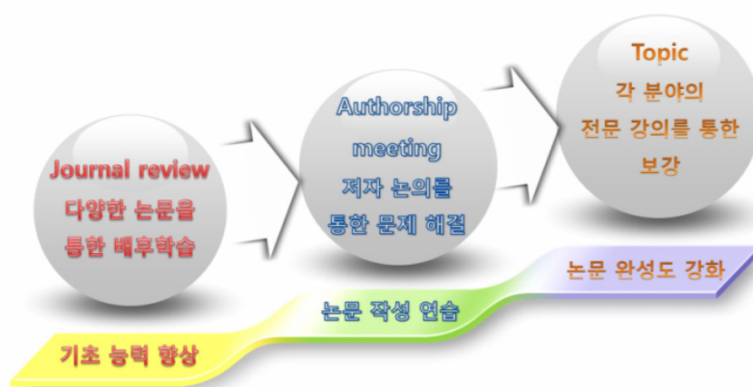 Journal review
다양한 논문을
통한 배후학습
기초 능력 향상
Authorship
meeting
저자 논의를
통한 문제 해결
논문 작성 연습
Topic
각 분야의
전문 강의를 통한
보강
논문 완성도 강화